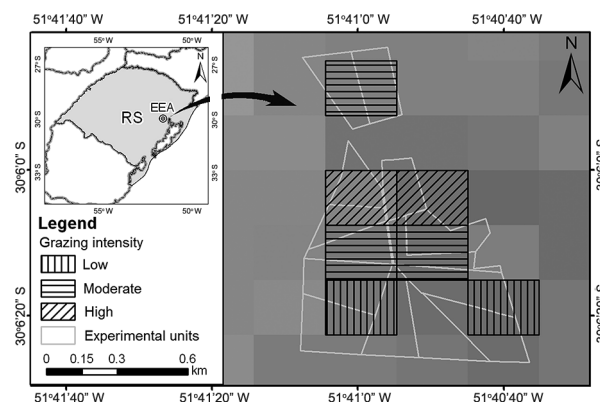 51°41'40" W 51°41'20" W 51°41'0" W 51°40'40" W
55°W 50°W
27°S
30°S
33°S
RS
EEA
55°W 50°W
N
N
30°6'0" S
30°6'0" S
30°6'20" S
30°6'20" S
Legend
Grazing intensity
Low
Moderate
High
Experimental units
0 0.15 0.3 0.6
km
51°41'40" W 51°41'20" W 51°41'0" W 51°40'40" W